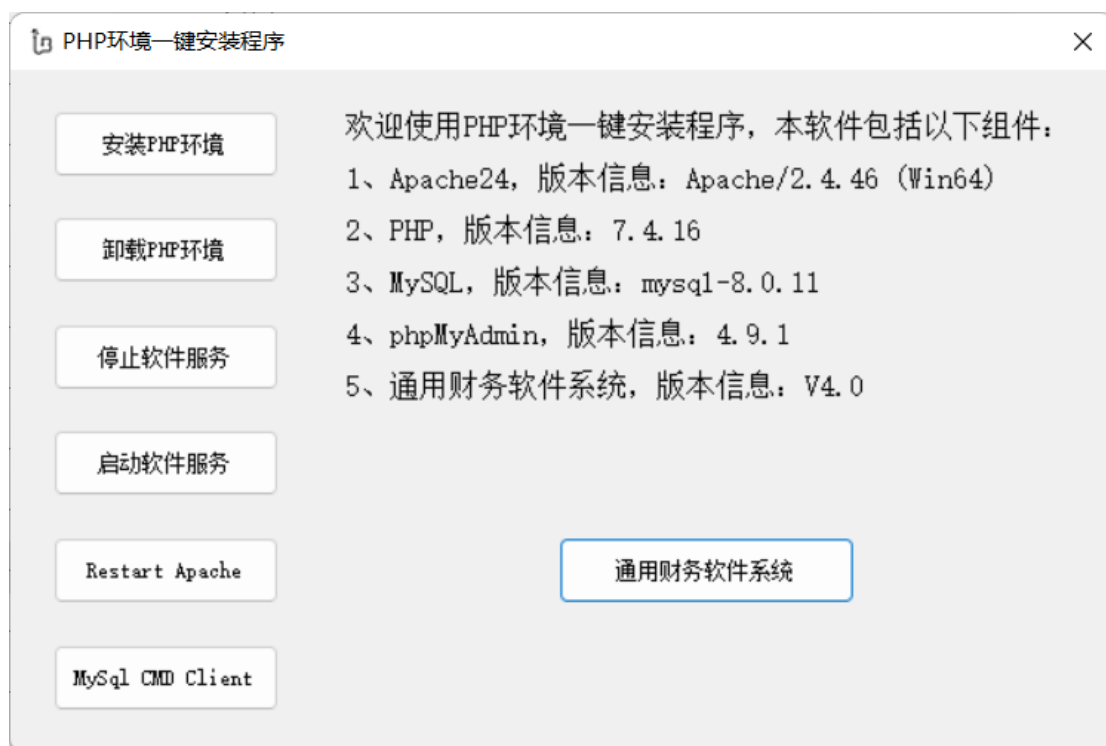 PHP环境一键安装程序
安装PHP环境
卸载PHP环境
停止软件服务
启动软件服务
Restart Apache
MySql CMD Client
欢迎使用PHP环境一键安装程序，本软件包括以下组件：
1、Apache24，版本信息：Apache/2.4.46 (Win64)
2、PHP，版本信息：7.4.16
3、MySQL，版本信息：mysql-8.0.11
4、phpMyAdmin，版本信息：4.9.1
5、通用财务软件系统，版本信息：V4.0
通用财务软件系统